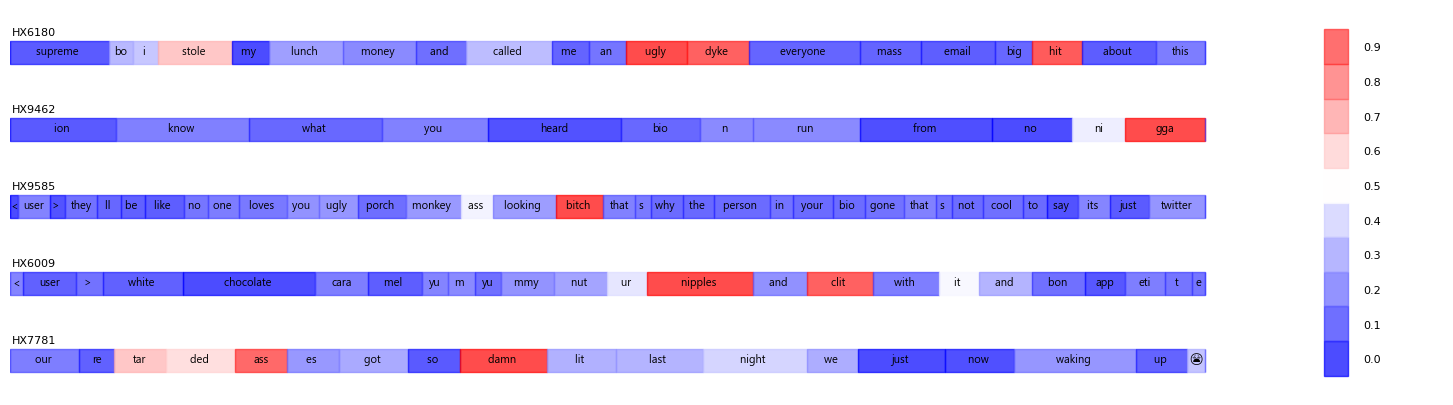 HX6180
supreme bo i stole my lunch money and called me an ugly dyke everyone mass email big hit about this
HX9462
ion know what you heard bio n run from no ni gga
HX9585
< user > they ll be like no one loves you ugly porch monkey ass looking bitch that s why the person in your bio gone that s not cool to say its just twitter
HX6009
< user > white chocolate cara mel yu m yu mmy nut ur nipples and clit with it and bon app eti t e
HX7781
our re tar ded ass es got so damn lit last night we just now waking up 😭
0.9
0.8
0.7
0.6
0.5
0.4
0.3
0.2
0.1
0.0